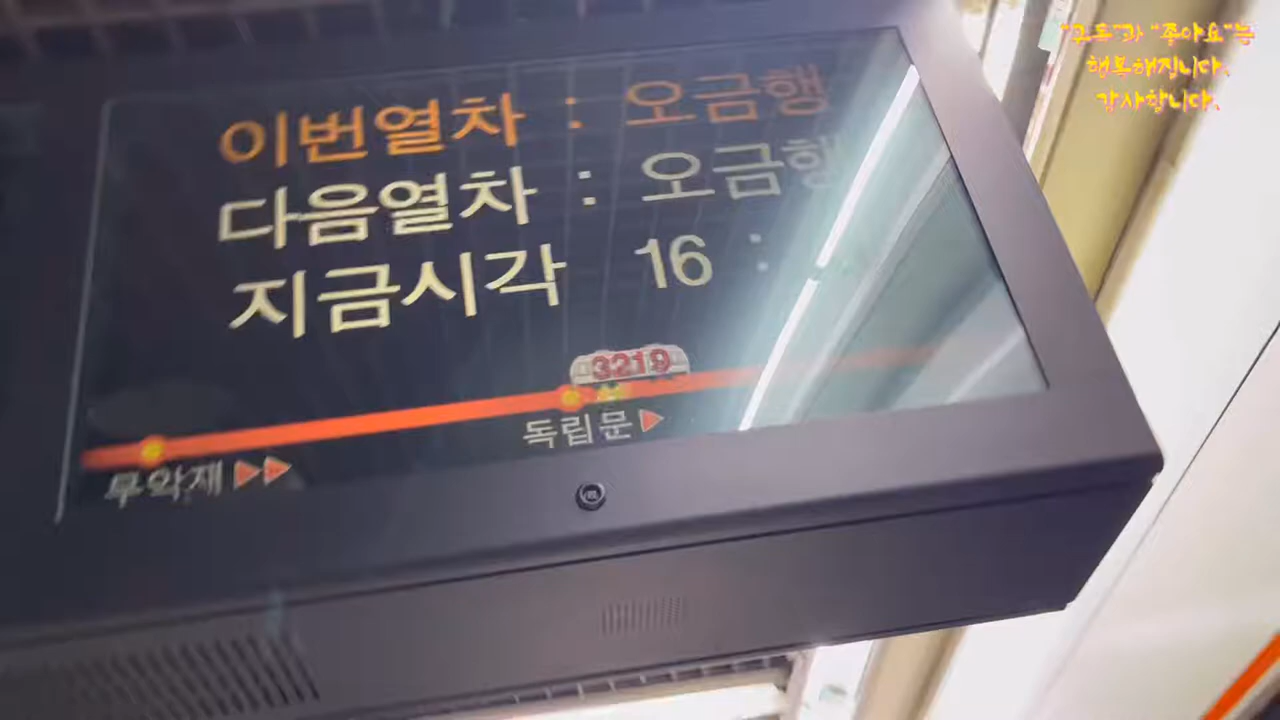 "구독"과 "좋아요"는
행복해집니다.
감사합니다.
이번열차 : 오금행
다음열차 : 오금행
지금시각 16 :
3219
무악재 ▶▶ 독립문 ▶